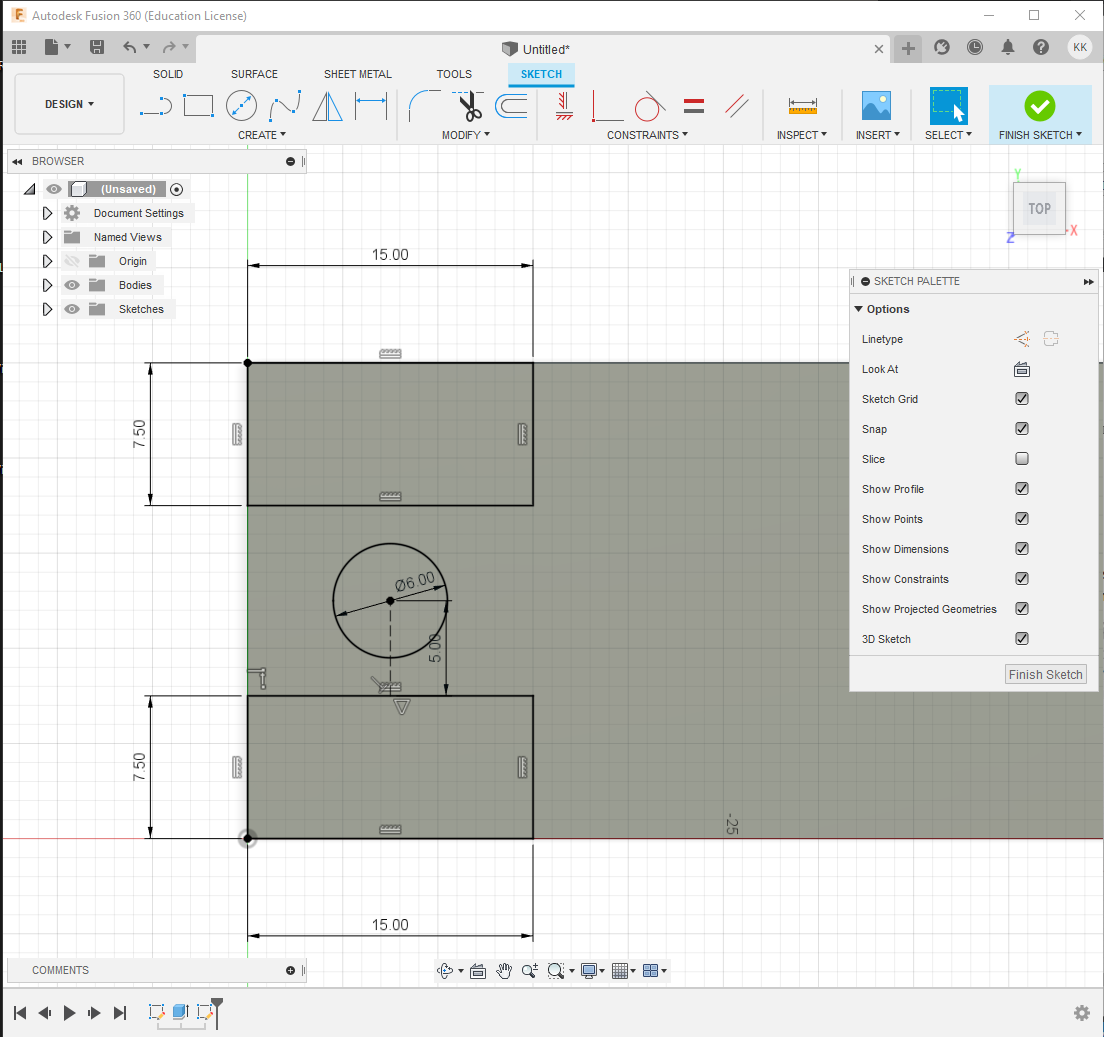 Autodesk Fusion 360 (Education License)
Untitled*
KK
DESIGN
SOLID
SURFACE
SHEET METAL
TOOLS
SKETCH
CREATE
MODIFY
CONSTRAINTS
INSPECT
INSERT
SELECT
FINISH SKETCH
BROWSER
(Unsaved)
Document Settings
Named Views
Origin
Bodies
Sketches
Y
TOP
Z
X
15.00
7.50
Ø6.00
5.00
7.50
-25
15.00
SKETCH PALETTE
Options
Linetype
Look At
Sketch Grid
Snap
Slice
Show Profile
Show Points
Show Dimensions
Show Constraints
Show Projected Geometries
3D Sketch
Finish Sketch
COMMENTS